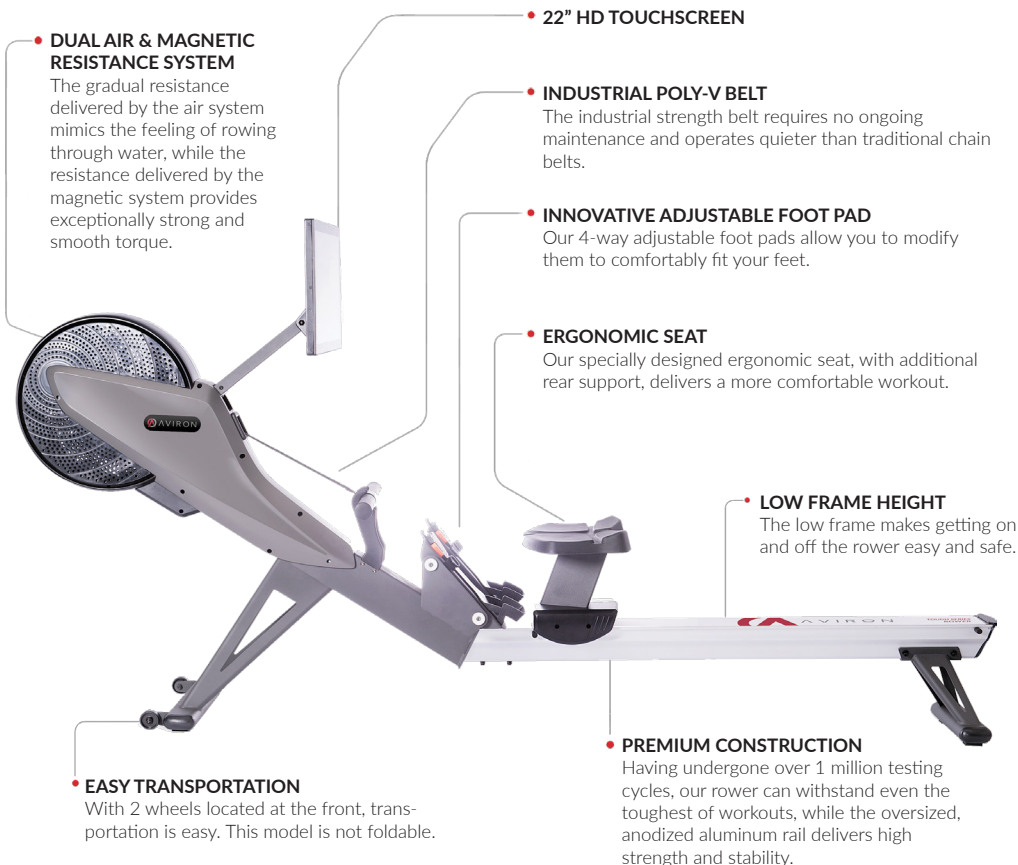 22” HD TOUCHSCREEN
DUAL AIR & MAGNETIC
RESISTANCE SYSTEM
The gradual resistance
delivered by the air system
mimics the feeling of rowing
through water, while the
resistance delivered by the
magnetic system provides
exceptionally strong and
smooth torque.
INDUSTRIAL POLY-V BELT
The industrial strength belt requires no ongoing
maintenance and operates quieter than traditional chain
belts.
INNOVATIVE ADJUSTABLE FOOT PAD
Our 4-way adjustable foot pads allow you to modify
them to comfortably fit your feet.
ERGONOMIC SEAT
Our specially designed ergonomic seat, with additional
rear support, delivers a more comfortable workout.
AVIRON
LOW FRAME HEIGHT
The low frame makes getting on
and off the rower easy and safe.
AVIRON
PREMIUM CONSTRUCTION
Having undergone over 1 million testing
cycles, our rower can withstand even the
toughest of workouts, while the oversized,
anodized aluminum rail delivers high
strength and stability.
EASY TRANSPORTATION
With 2 wheels located at the front, trans-
portation is easy. This model is not foldable.